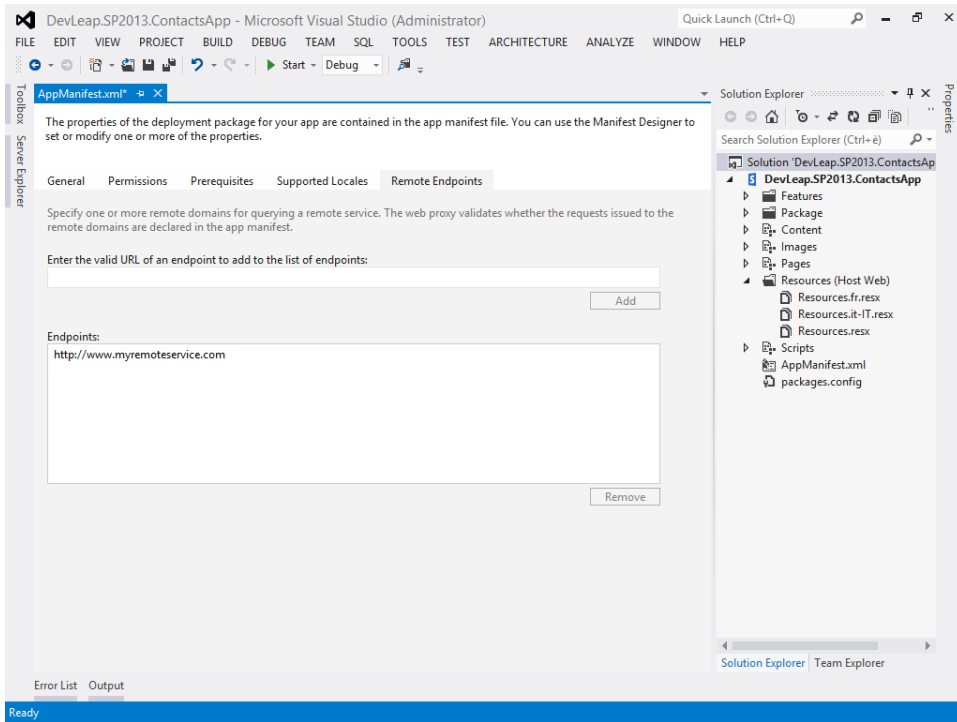 DevLeap.SP2013.ContactsApp - Microsoft Visual Studio (Administrator)
Quick Launch (Ctrl+Q)
FILE EDIT VIEW PROJECT BUILD DEBUG TEAM SQL TOOLS TEST ARCHITECTURE ANALYZE WINDOW HELP
Start Debug
Toolbox
Server Explorer
AppManifest.xml*
The properties of the deployment package for your app are contained in the app manifest file. You can use the Manifest Designer to
set or modify one or more of the properties.
General Permissions Prerequisites Supported Locales Remote Endpoints
Specify one or more remote domains for querying a remote service. The web proxy validates whether the requests issued to the
remote domains are declared in the app manifest.
Enter the valid URL of an endpoint to add to the list of endpoints:
Add
Endpoints:
http://www.myremoteservice.com
Remove
Solution Explorer
Search Solution Explorer (Ctrl+è)
Solution 'DevLeap.SP2013.ContactsAp
DevLeap.SP2013.ContactsApp
Features
Package
Content
Images
Pages
Resources (Host Web)
Resources.fr.resx
Resources.it-IT.resx
Resources.resx
Scripts
AppManifest.xml
packages.config
Solution Explorer Team Explorer
Properties
Error List Output
Ready